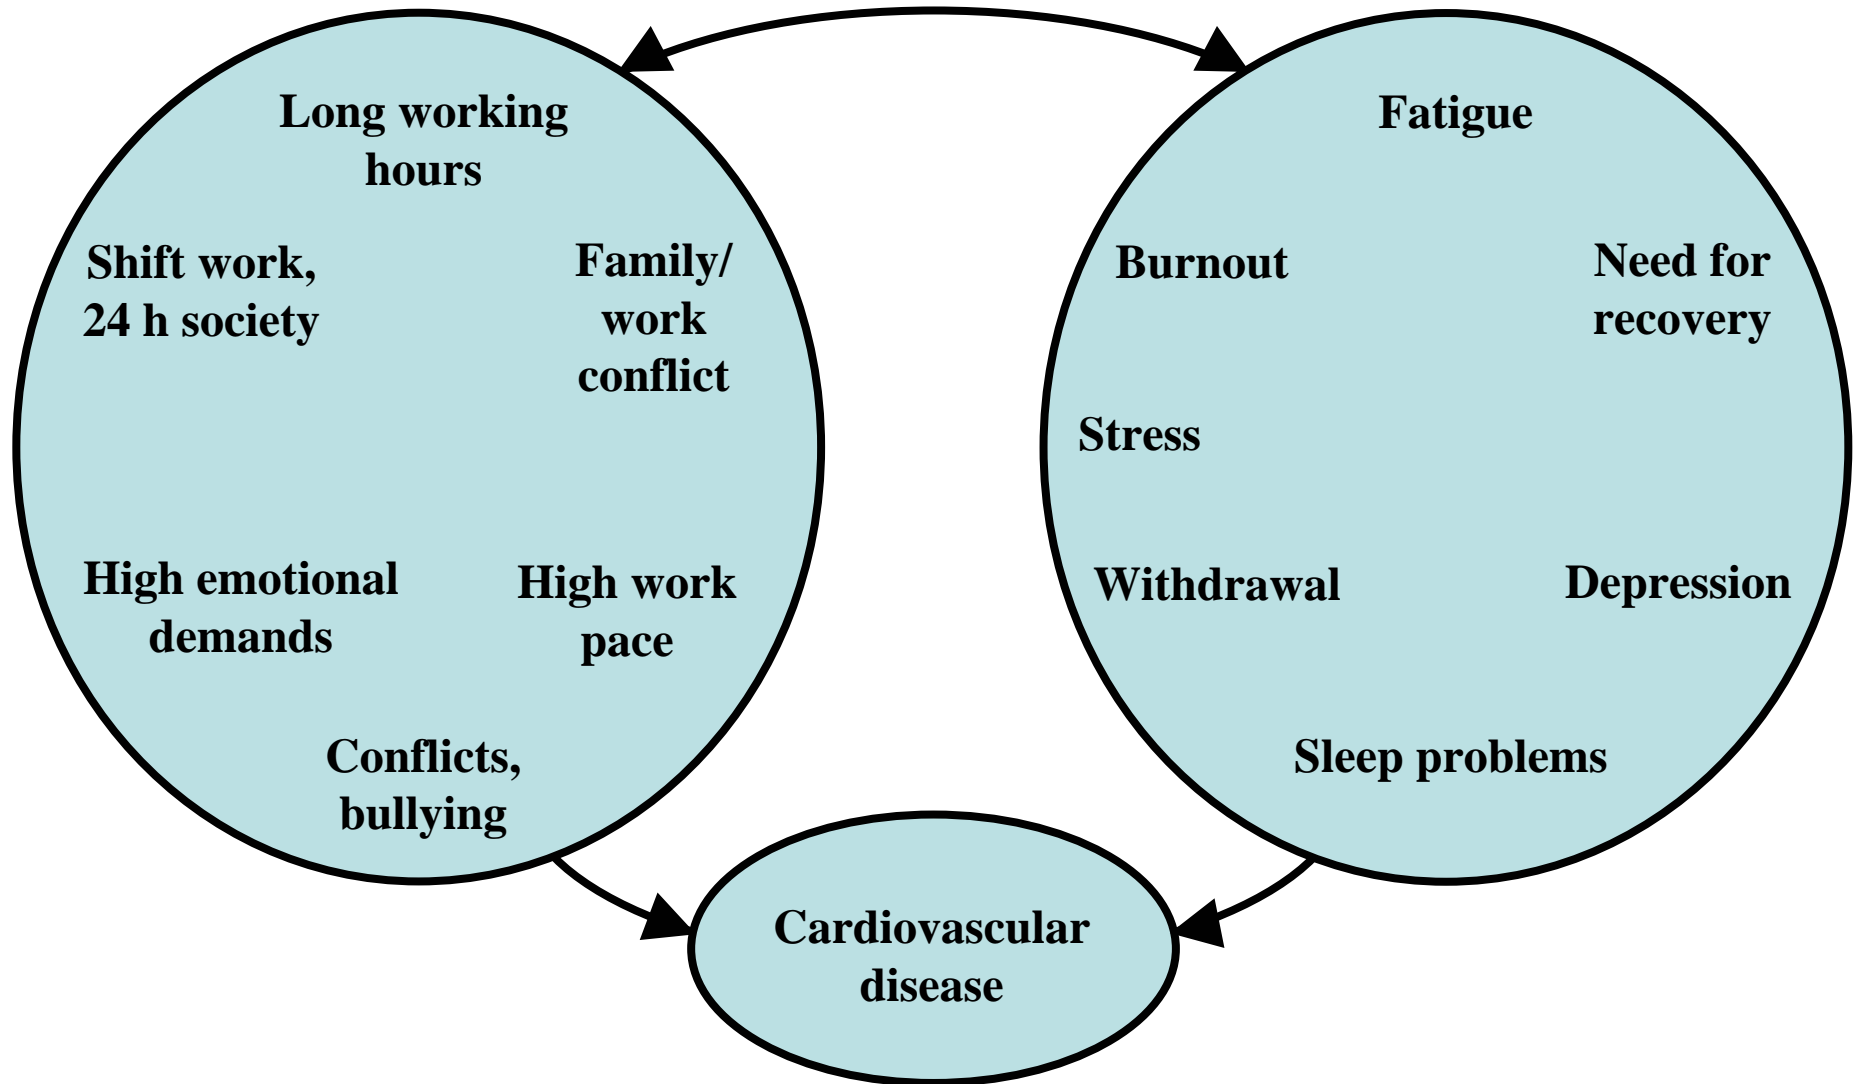 Long working
hours
Shift work,
24 h society
Family/
work
conflict
High emotional
demands
High work
pace
Conflicts,
bullying
Fatigue
Burnout
Need for
recovery
Stress
Withdrawal
Depression
Sleep problems
Cardiovascular
disease